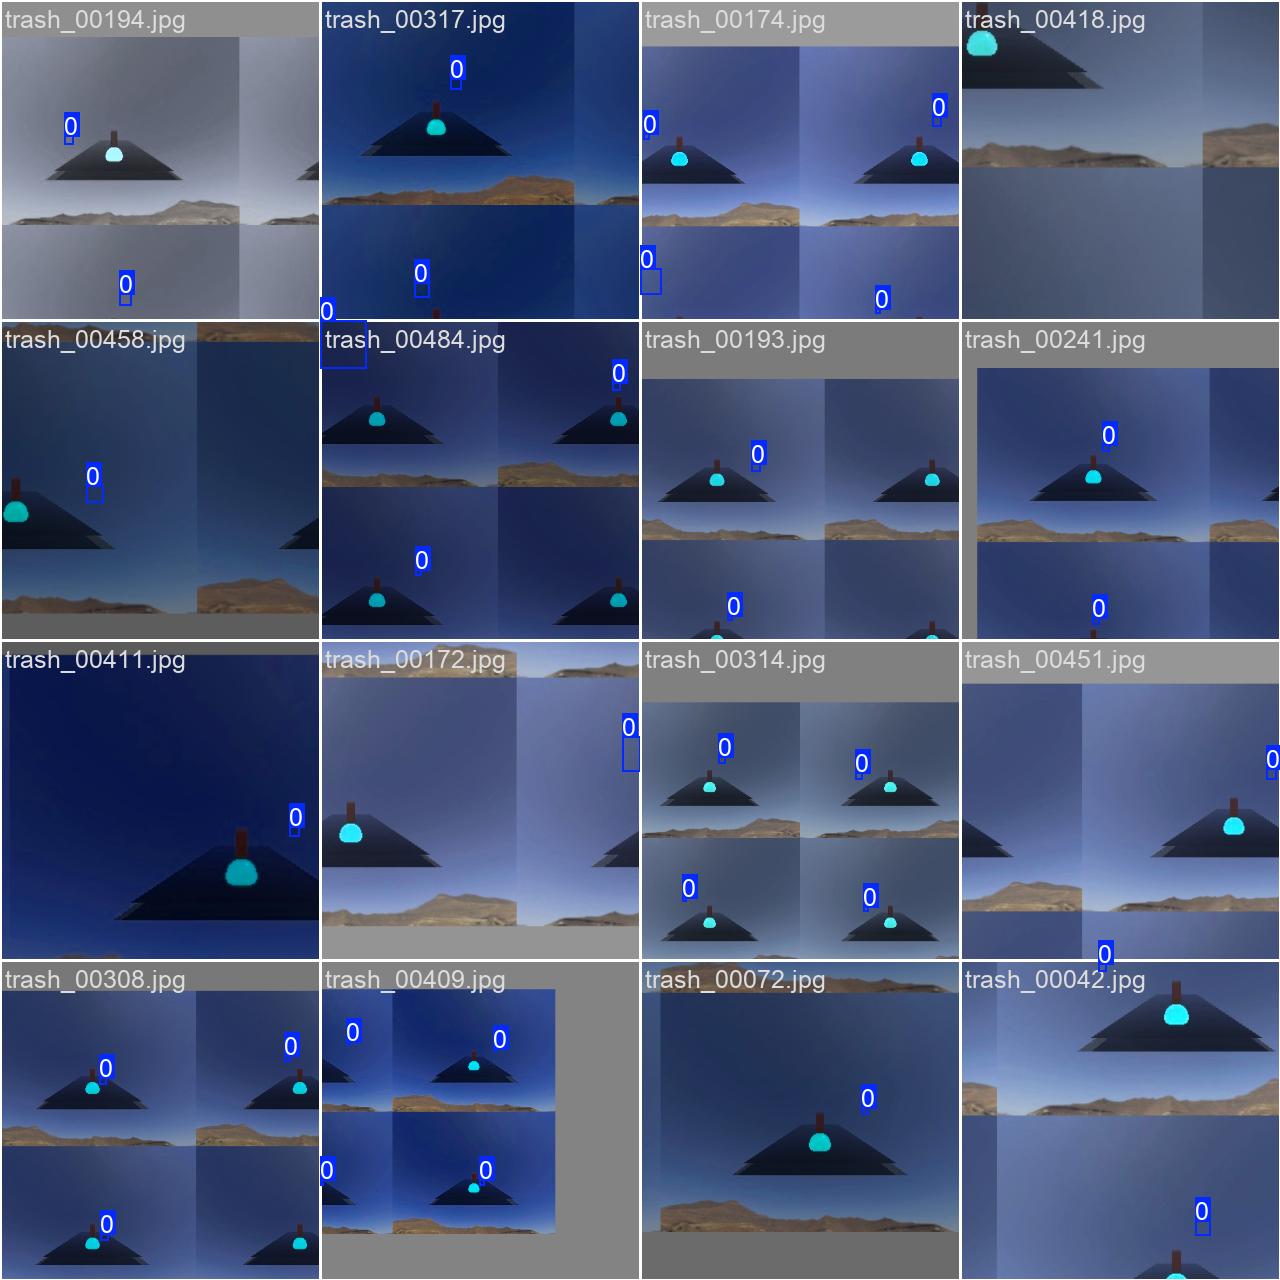 trash_00194.jpg
trash_00317.jpg
trash_00174.jpg
trash_00418.jpg
0
0
0
0
0
0
0
0
0
trash_00458.jpg
trash_00484.jpg
trash_00193.jpg
trash_00241.jpg
0
0
0
0
0
0
0
trash_00411.jpg
trash_00172.jpg
trash_00314.jpg
trash_00451.jpg
0
0
0
0
0
0
0
0
trash_00308.jpg
trash_00409.jpg
trash_00072.jpg
trash_00042.jpg
0
0
0
0
0
0
0
0
0